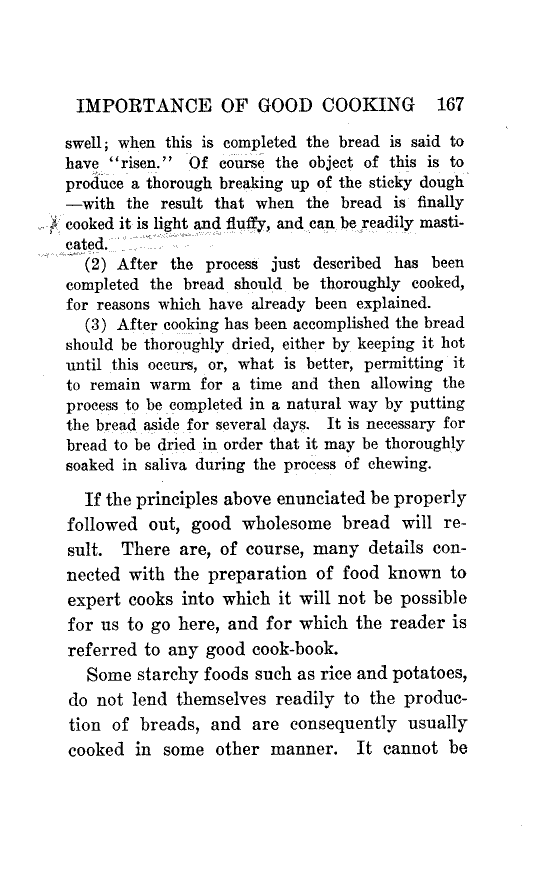 IMPORTANCE OF GOOD COOKING 167
swell; when this is completed the bread is said to
have "risen." Of course the object of this is to
produce a thorough breaking up of the sticky dough
—with the result that when the bread is finally
cooked it is light and fluffy, and can be readily masti-
cated.
(2) After the process just described has been
completed the bread should be thoroughly cooked,
for reasons which have already been explained.
(3) After cooking has been accomplished the bread
should be thoroughly dried, either by keeping it hot
until this occurs, or, what is better, permitting it
to remain warm for a time and then allowing the
process to be completed in a natural way by putting
the bread aside for several days. It is necessary for
bread to be dried in order that it may be thoroughly
soaked in saliva during the process of chewing.
If the principles above enunciated be properly
followed out, good wholesome bread will re-
sult. There are, of course, many details con-
nected with the preparation of food known to
expert cooks into which it will not be possible
for us to go here, and for which the reader is
referred to any good cook-book.
Some starchy foods such as rice and potatoes,
do not lend themselves readily to the produc-
tion of breads, and are consequently usually
cooked in some other manner. It cannot be